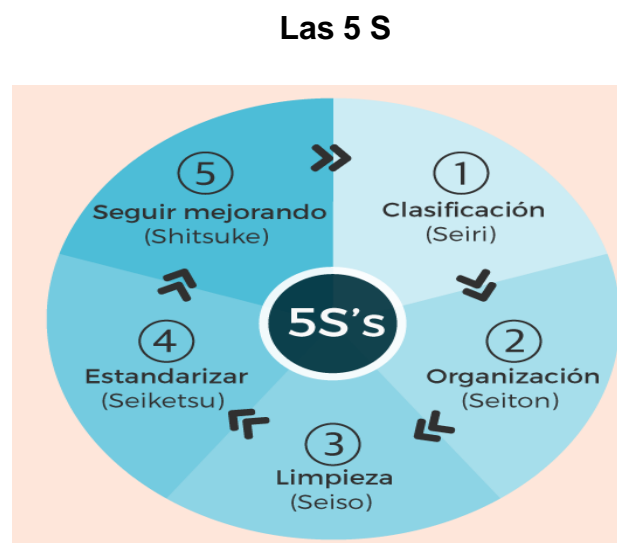 Las 5 S
1
Clasificación
(Seiri)
2
Organización
(Seiton)
3
Limpieza
(Seiso)
4
Estandarizar
(Seiketsu)
5
Seguir mejorando
(Shitsuke)
5S's